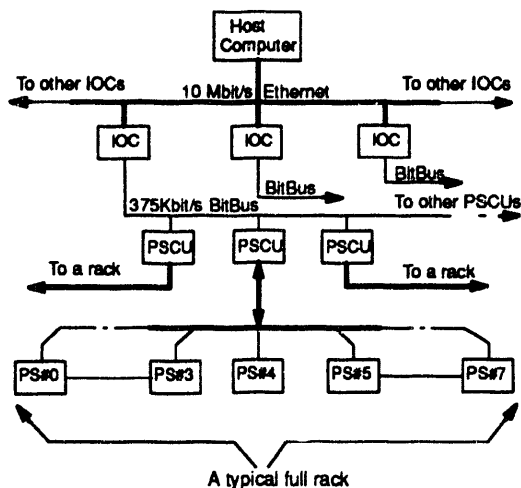 Host
Computer
To other IOCs
10 Mbit/s Ethernet
To other IOCs
IOC
IOC
IOC
BitBus
BitBus
375Kbit/s BitBus
To other PSCUs
PSCU
PSCU
PSCU
To a rack
To a rack
PS#0
PS#3
PS#4
PS#5
PS#7
A typical full rack